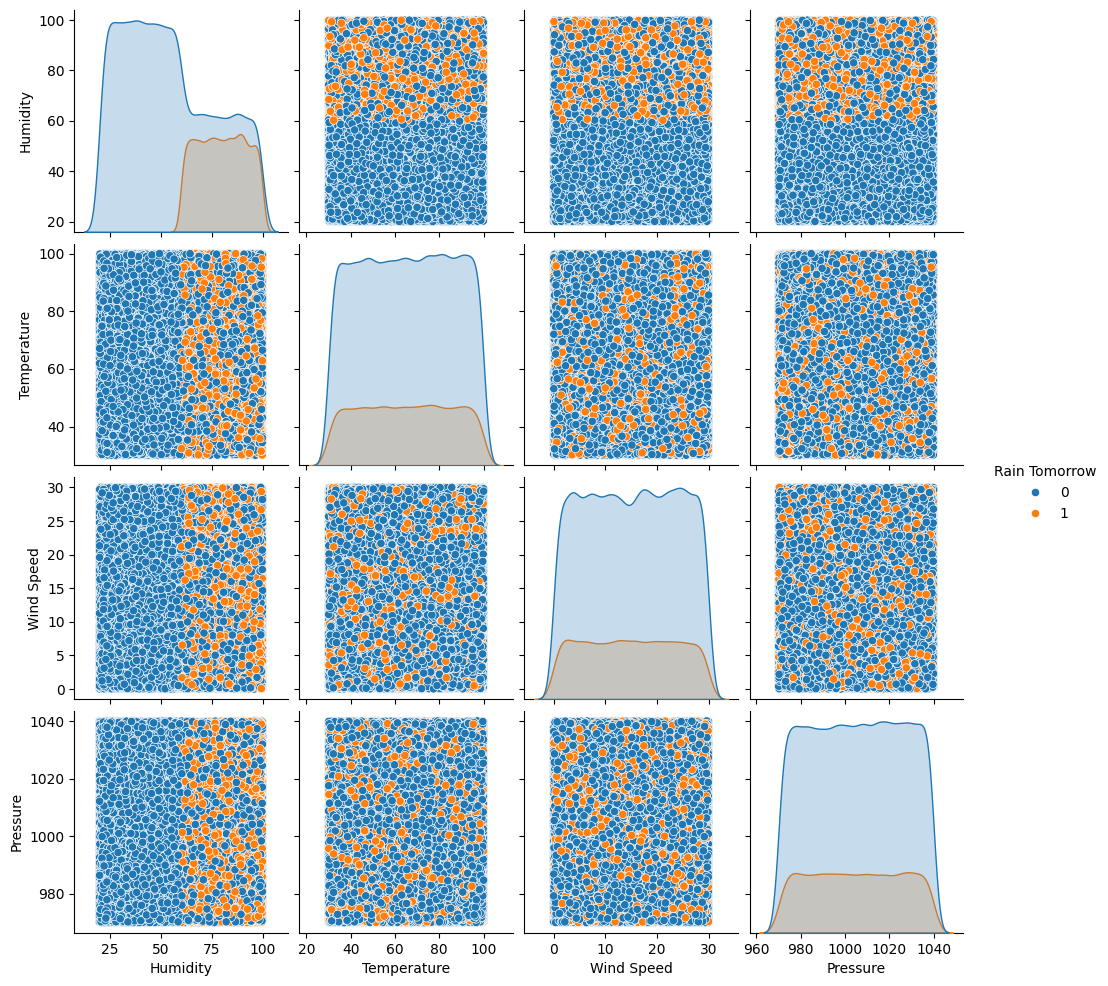 Humidity
100
80
60
40
20
Temperature
100
80
60
40
Wind Speed
30
25
20
15
10
5
0
Pressure
1040
1020
1000
980
25 50 75 100
20 40 60 80 100
0 10 20 30
960 980 1000 1020 1040
Humidity Temperature Wind Speed Pressure
Rain Tomorrow
0
1